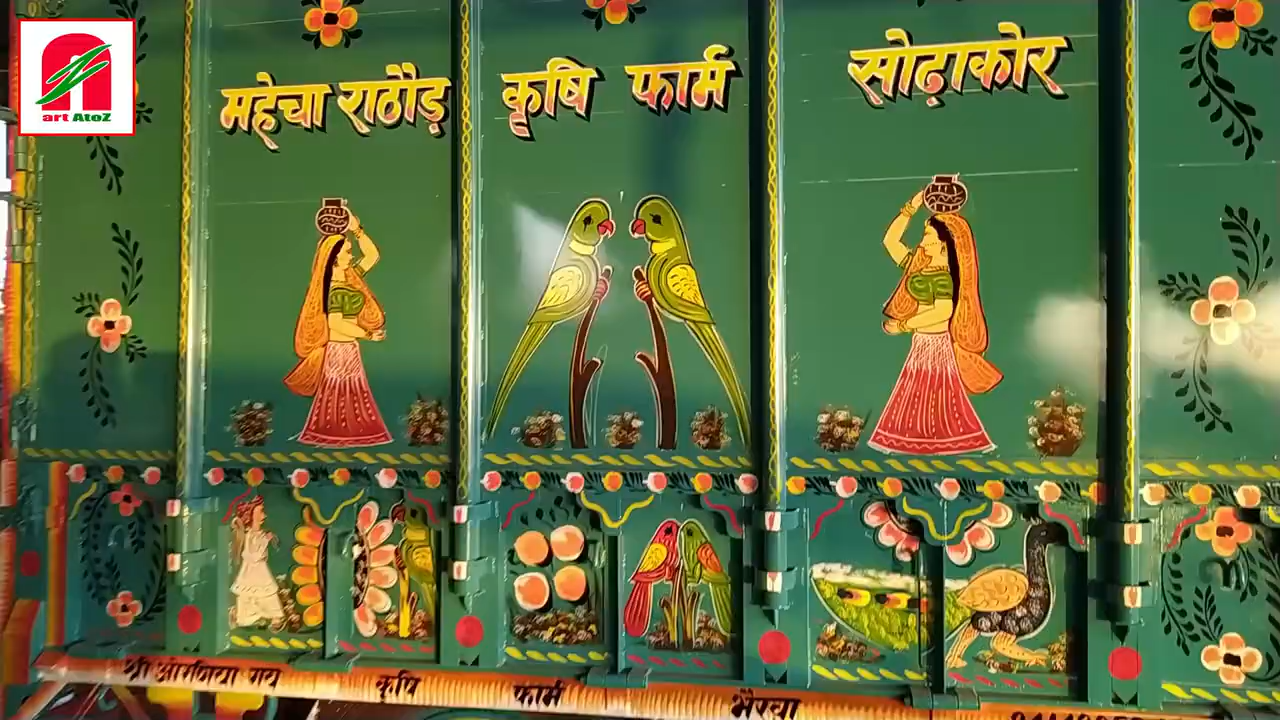 art AtoZ
महेचा राठौड़ कृषि फार्म सोढ़ाकोर
श्री कृषि फार्म भैरवा